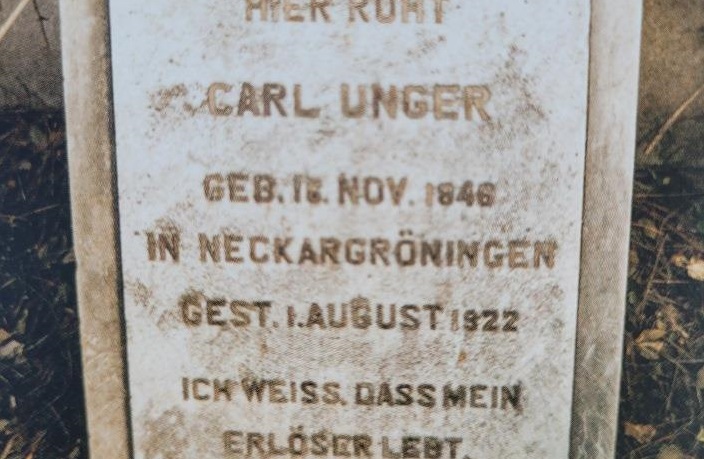 HIER RUHT
CARL UNGER
GEB. 18. NOV. 1846
IN NECKARGRÖNINGEN
GEST. 1. AUGUST 1922
ICH WEISS, DASS MEIN
ERLÖSER LEBT.